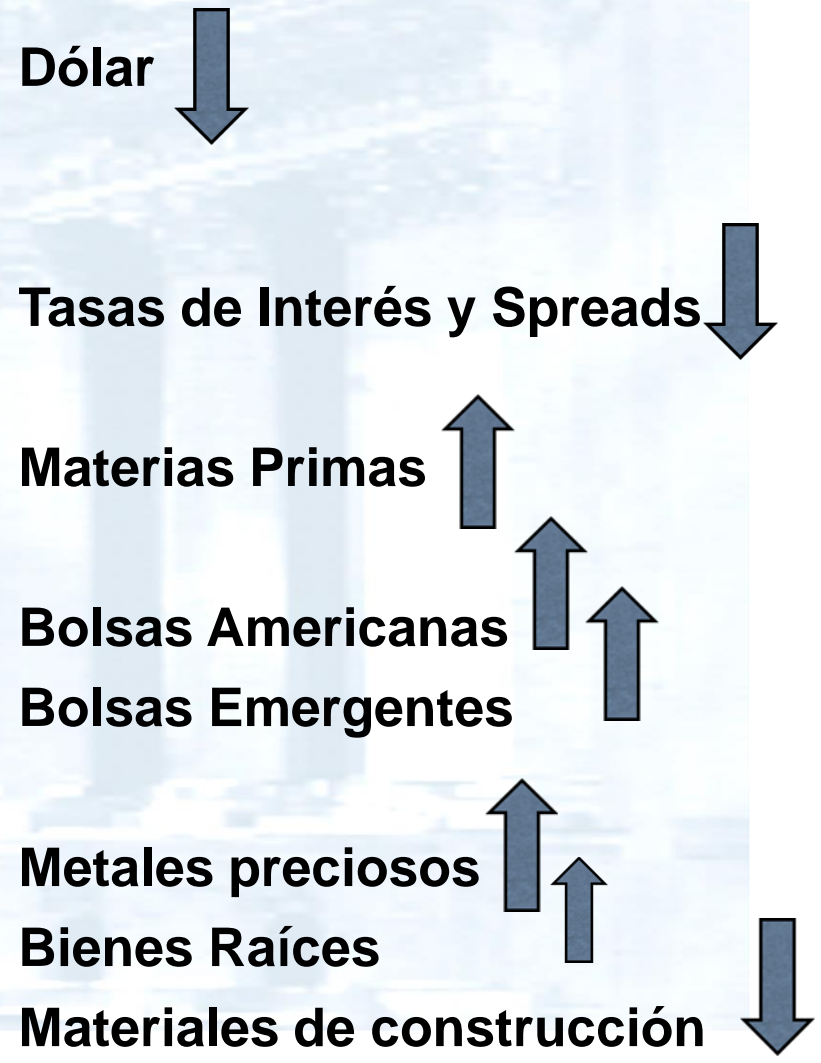 Dólar
Tasas de Interés y Spreads
Materias Primas
Bolsas Americanas
Bolsas Emergentes
Metales preciosos
Bienes Raíces
Materiales de construcción